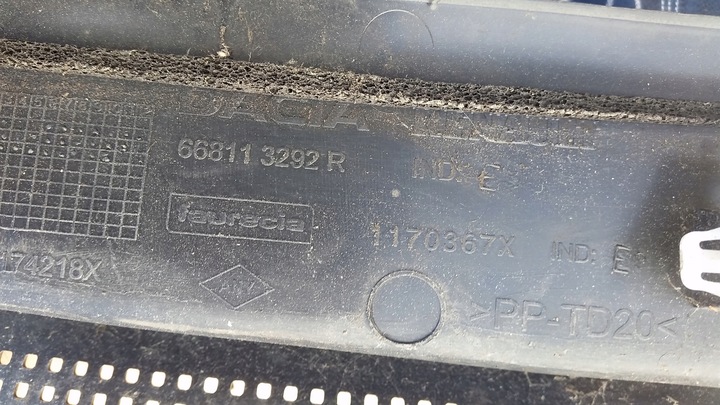 DACIA
66811 3292 R IND: E
faurecia
1170367X IND: E
174218X
>PP-TD20<